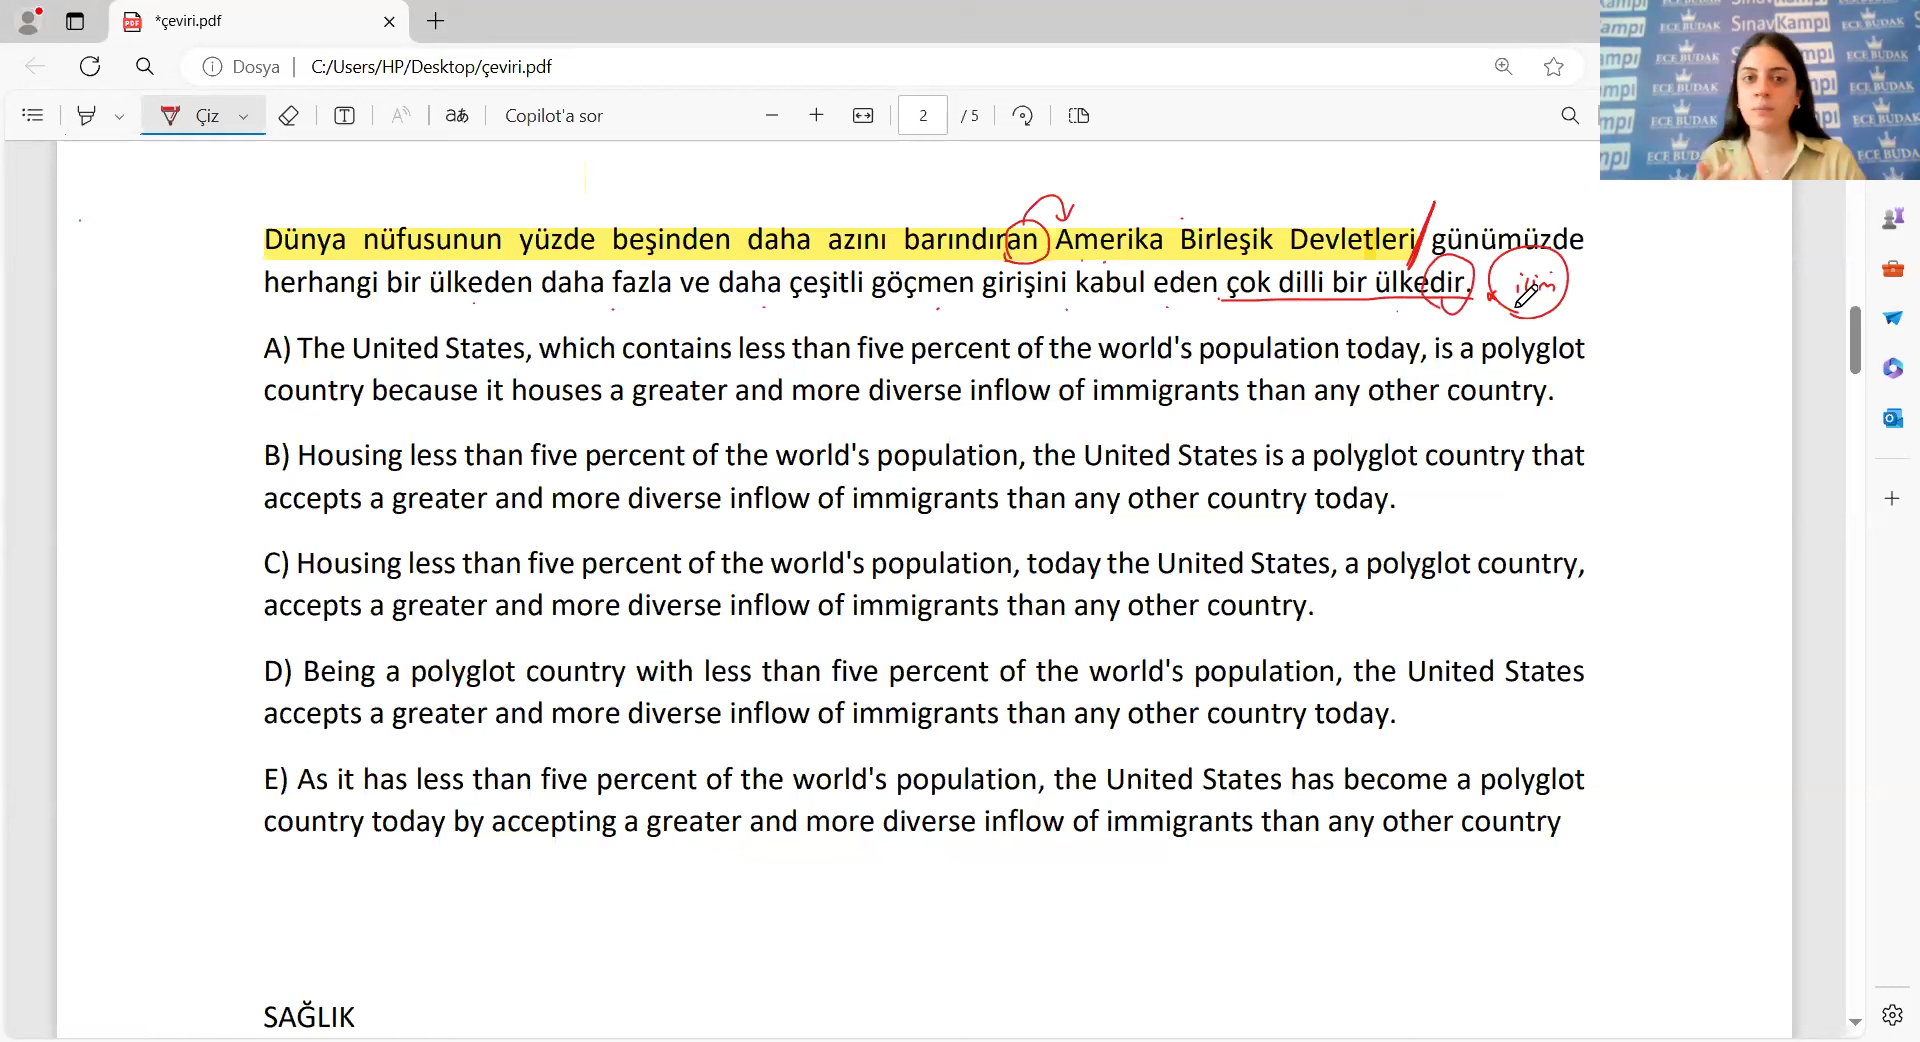 *çeviri.pdf
Dosya | C:/Users/HP/Desktop/çeviri.pdf
Çiz
aあ
Copilot'a sor
2 / 5
SınavKampı
ECE BUDAK
Dünya nüfusunun yüzde beşinden daha azını barındıran Amerika Birleşik Devletleri günümüzde
herhangi bir ülkeden daha fazla ve daha çeşitli göçmen girişini kabul eden çok dilli bir ülkedir.
A) The United States, which contains less than five percent of the world's population today, is a polyglot
country because it houses a greater and more diverse inflow of immigrants than any other country.
B) Housing less than five percent of the world's population, the United States is a polyglot country that
accepts a greater and more diverse inflow of immigrants than any other country today.
C) Housing less than five percent of the world's population, today the United States, a polyglot country,
accepts a greater and more diverse inflow of immigrants than any other country.
D) Being a polyglot country with less than five percent of the world's population, the United States
accepts a greater and more diverse inflow of immigrants than any other country today.
E) As it has less than five percent of the world's population, the United States has become a polyglot
country today by accepting a greater and more diverse inflow of immigrants than any other country
SAĞLIK